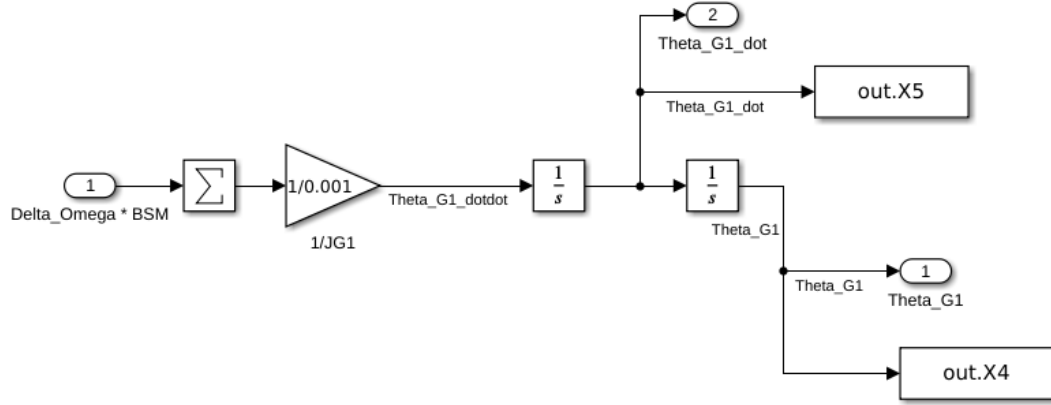 2
Theta_G1_dot
Theta_G1_dot
out.X5
1
Delta_Omega * BSM
∑
1/0.001
1/JG1
Theta_G1_dotdot
1
s
1
s
Theta_G1
Theta_G1
1
Theta_G1
out.X4